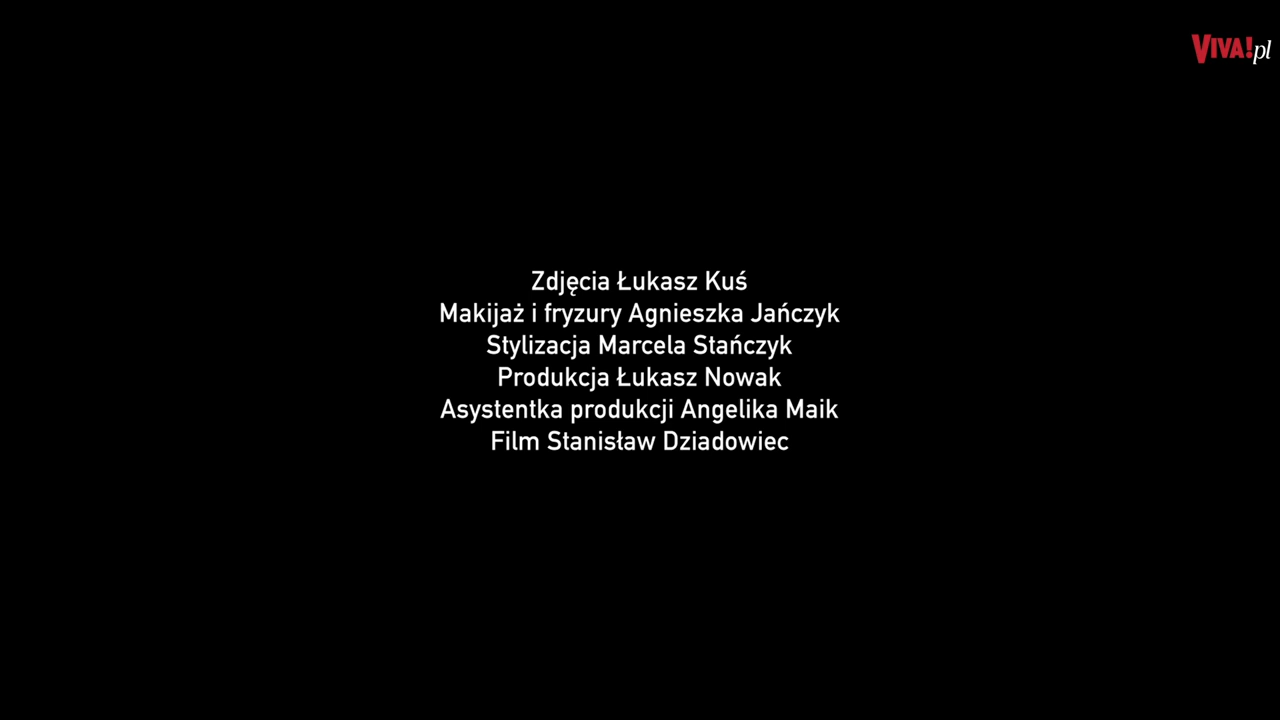 VIVA!pl
Zdjęcia Łukasz Kuś
Makijaż i fryzury Agnieszka Jańczyk
Stylizacja Marcela Stańczyk
Produkcja Łukasz Nowak
Asystentka produkcji Angelika Maik
Film Stanisław Dziadowiec